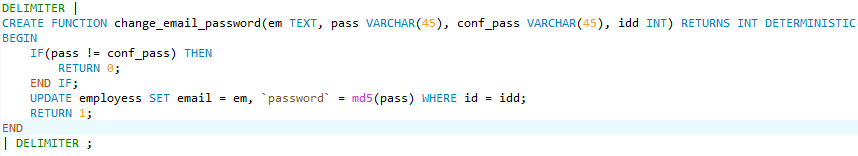 DELIMITER |
CREATE FUNCTION change_email_password(em TEXT, pass VARCHAR(45), conf_pass VARCHAR(45), idd INT) RETURNS INT DETERMINISTIC
BEGIN
    IF(pass != conf_pass) THEN
        RETURN 0;
    END IF;
    UPDATE employess SET email = em, `password` = md5(pass) WHERE id = idd;
    RETURN 1;
END
| DELIMITER ;